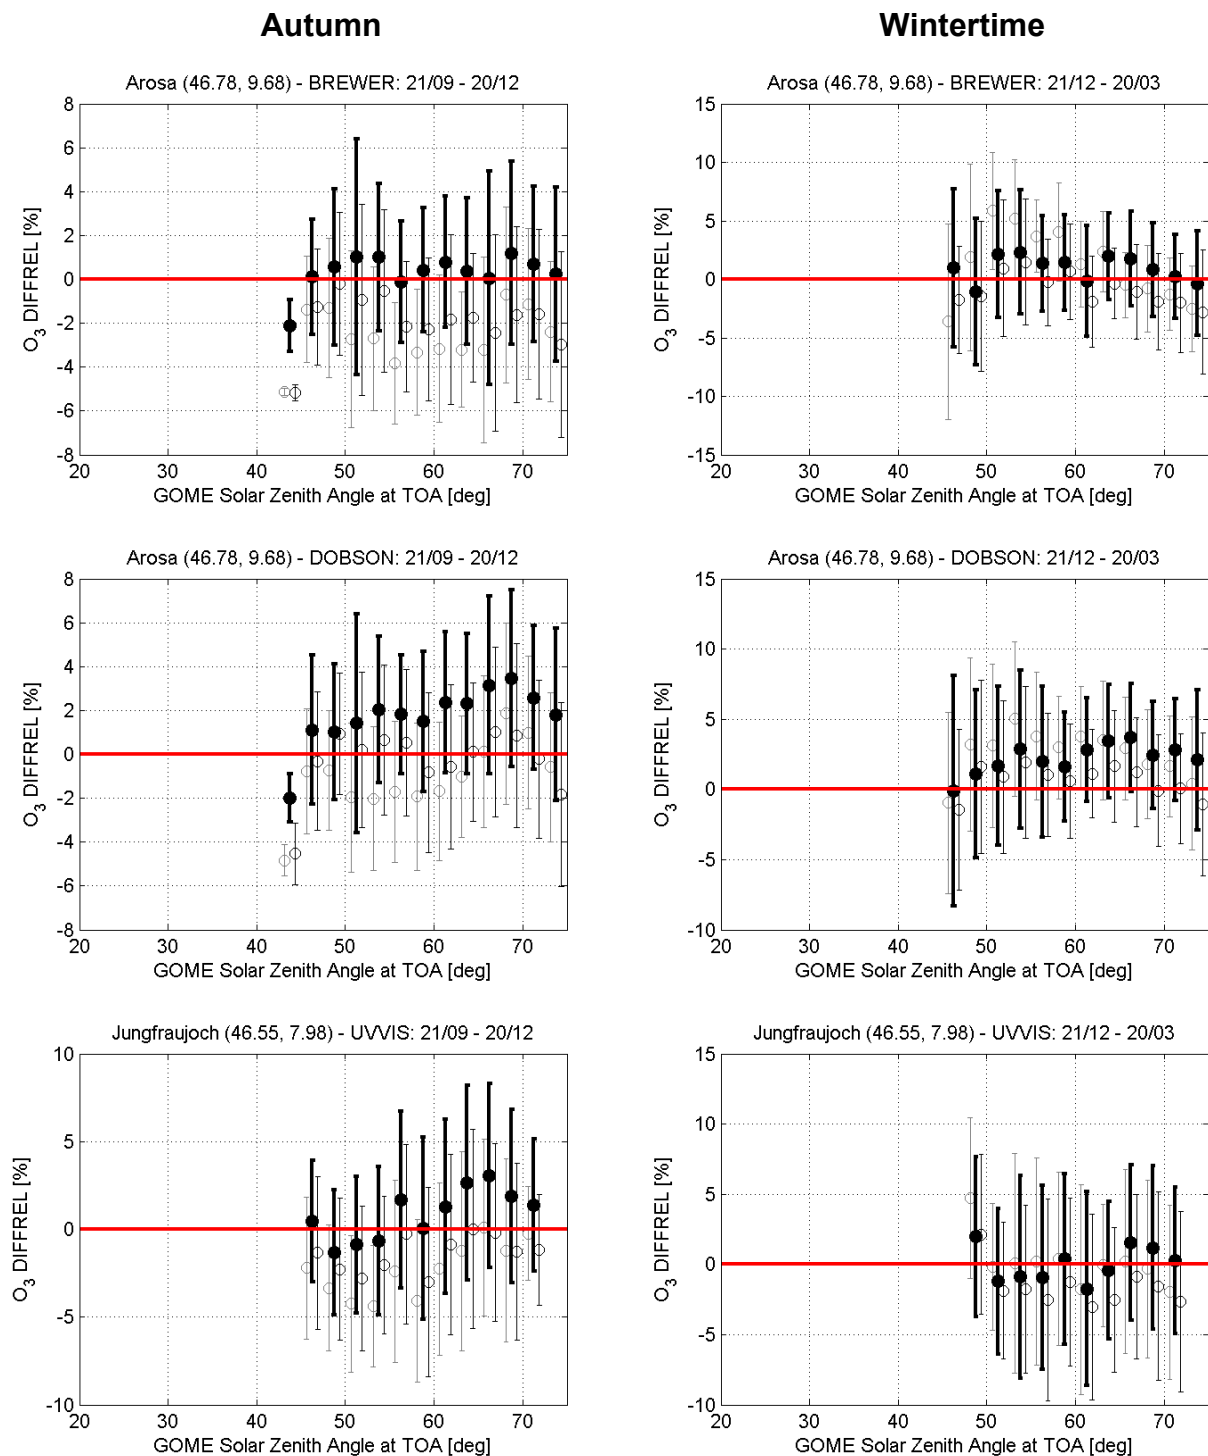 Autumn
Wintertime
Arosa (46.78, 9.68) - BREWER: 21/09 - 20/12
8
6
4
2
0
-2
-4
-6
-8
O3 DIFFREL [%]
20 30 40 50 60 70
GOME Solar Zenith Angle at TOA [deg]
Arosa (46.78, 9.68) - BREWER: 21/12 - 20/03
15
10
5
0
-5
-10
-15
O3 DIFFREL [%]
20 30 40 50 60 70
GOME Solar Zenith Angle at TOA [deg]
Arosa (46.78, 9.68) - DOBSON: 21/09 - 20/12
8
6
4
2
0
-2
-4
-6
-8
O3 DIFFREL [%]
20 30 40 50 60 70
GOME Solar Zenith Angle at TOA [deg]
Arosa (46.78, 9.68) - DOBSON: 21/12 - 20/03
15
10
5
0
-5
-10
O3 DIFFREL [%]
20 30 40 50 60 70
GOME Solar Zenith Angle at TOA [deg]
Jungfraujoch (46.55, 7.98) - UVVIS: 21/09 - 20/12
10
5
0
-5
-10
O3 DIFFREL [%]
20 30 40 50 60 70
GOME Solar Zenith Angle at TOA [deg]
Jungfraujoch (46.55, 7.98) - UVVIS: 21/12 - 20/03
15
10
5
0
-5
-10
O3 DIFFREL [%]
20 30 40 50 60 70
GOME Solar Zenith Angle at TOA [deg]